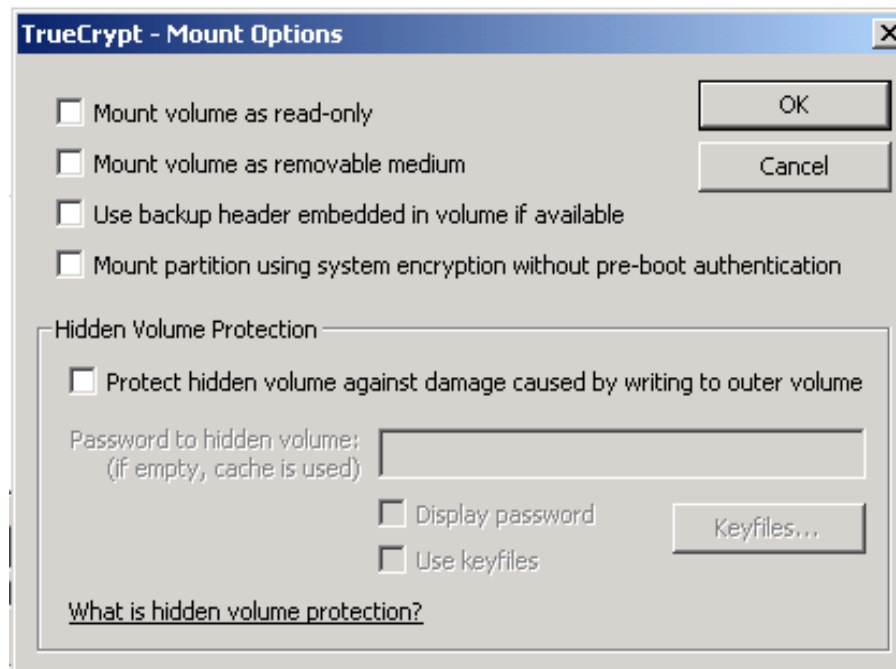 TrueCrypt - Mount Options
Mount volume as read-only
OK
Mount volume as removable medium
Cancel
Use backup header embedded in volume if available
Mount partition using system encryption without pre-boot authentication
Hidden Volume Protection
Protect hidden volume against damage caused by writing to outer volume
Password to hidden volume:
(if empty, cache is used)
Display password
Keyfiles...
Use keyfiles
What is hidden volume protection?